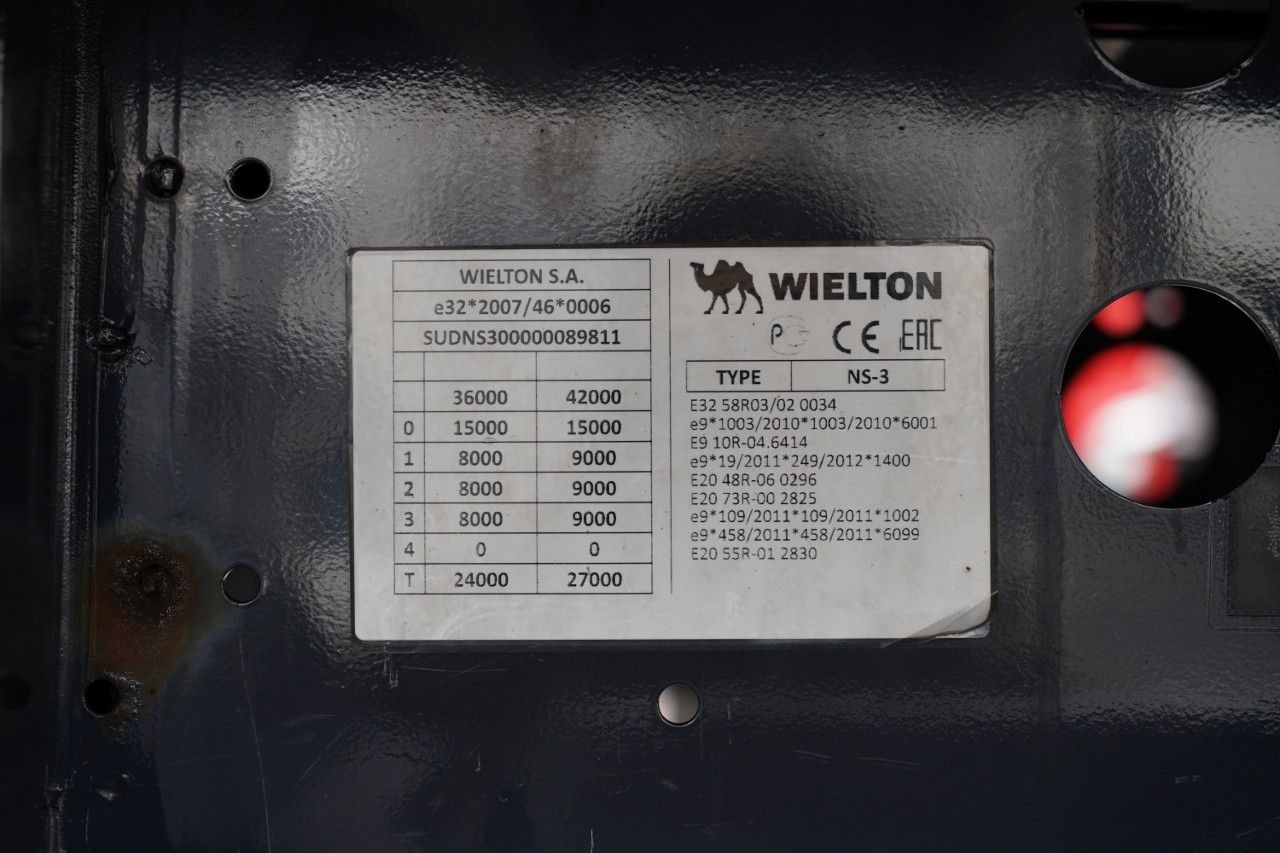 WIELTON S.A.
e32*2007/46*0006
SUDNS300000089811
36000 42000
0 15000 15000
1 8000 9000
2 8000 9000
3 8000 9000
4 0 0
T 24000 27000
WIELTON
CE EAC
TYPE NS-3
E32 58R03/02 0034
e9*1003/2010*1003/2010*6001
E9 10R-04.6414
e9*19/2011*249/2012*1400
E20 48R-06 0296
E20 73R-00 2825
e9*109/2011*109/2011*1002
e9*458/2011*458/2011*6099
E20 55R-01 2830